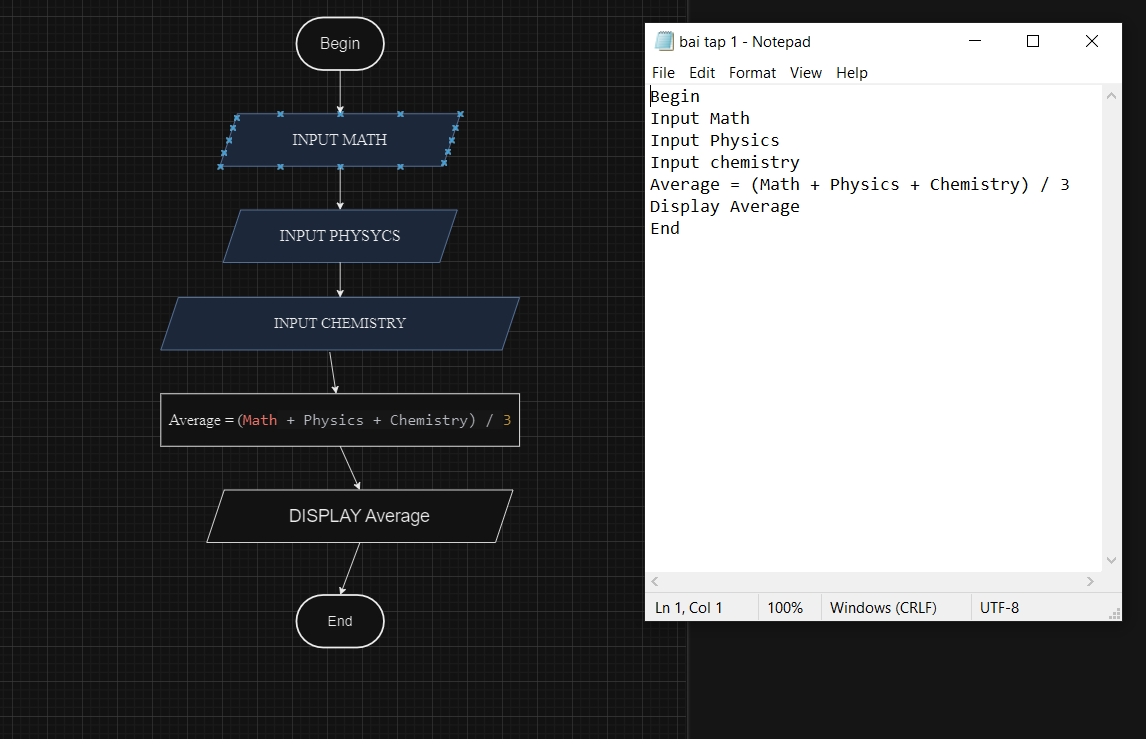 Begin
INPUT MATH
INPUT PHYSYCS
INPUT CHEMISTRY
Average = (Math + Physics + Chemistry) / 3
DISPLAY Average
End
bai tap 1 - Notepad
File Edit Format View Help
Begin
Input Math
Input Physics
Input chemistry
Average = (Math + Physics + Chemistry) / 3
Display Average
End
Ln 1, Col 1 100% Windows (CRLF) UTF-8